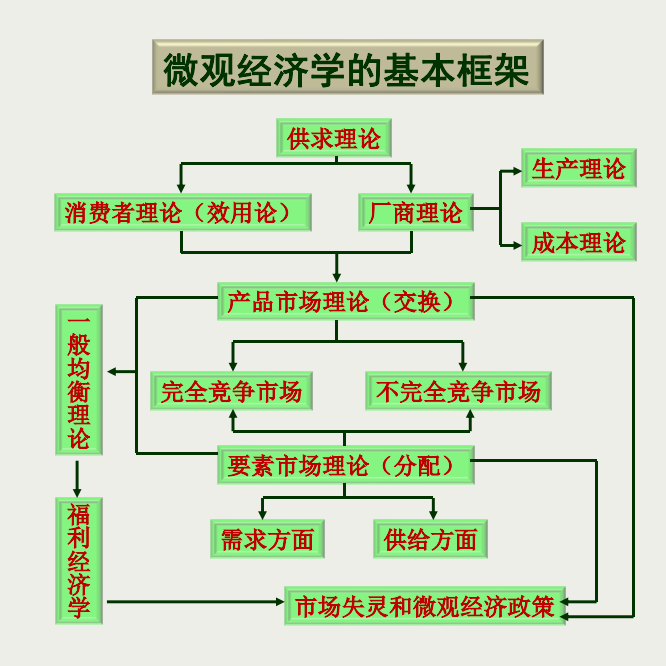 微观经济学的基本框架
供求理论
生产理论
消费者理论（效用论）
厂商理论
成本理论
产品市场理论（交换）
一般均衡理论
完全竞争市场
不完全竞争市场
要素市场理论（分配）
福利经济学
需求方面
供给方面
市场失灵和微观经济政策